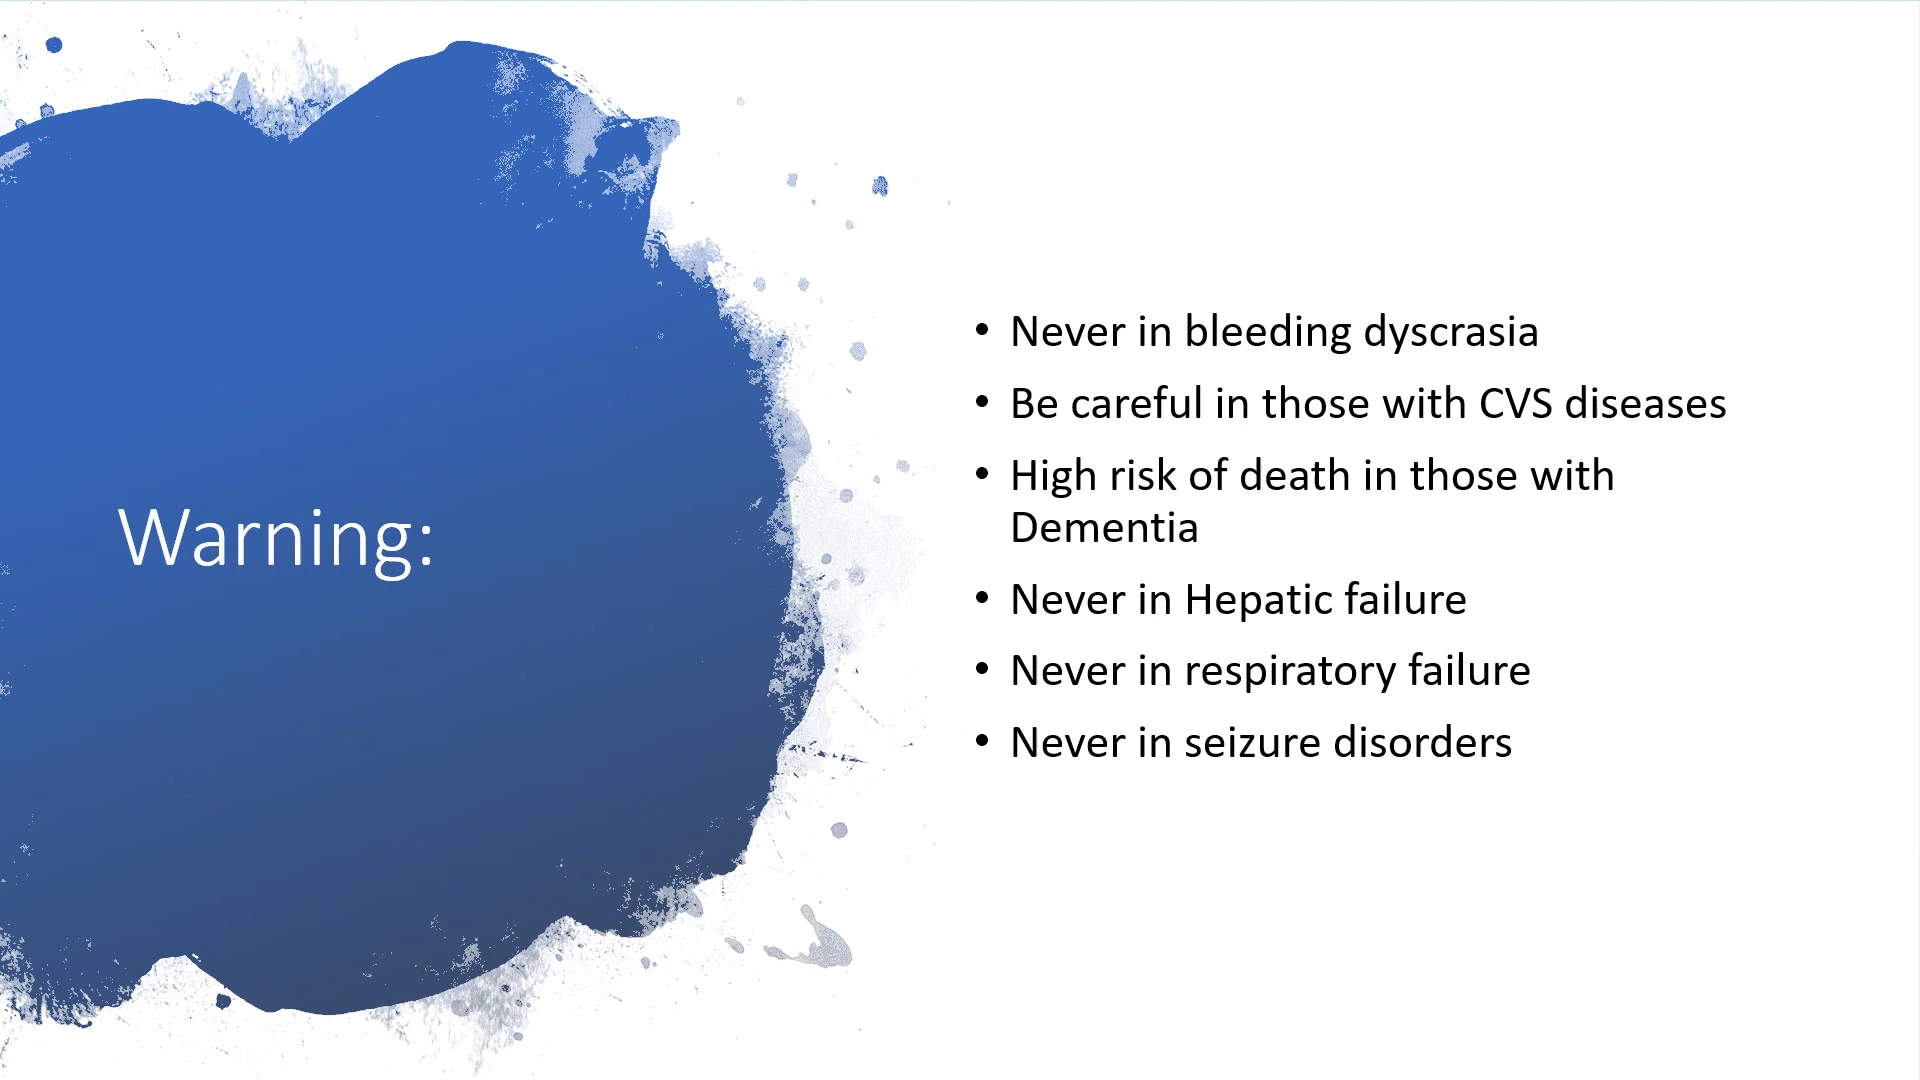 Warning:
• Never in bleeding dyscrasia
• Be careful in those with CVS diseases
• High risk of death in those with
Dementia
• Never in Hepatic failure
• Never in respiratory failure
• Never in seizure disorders